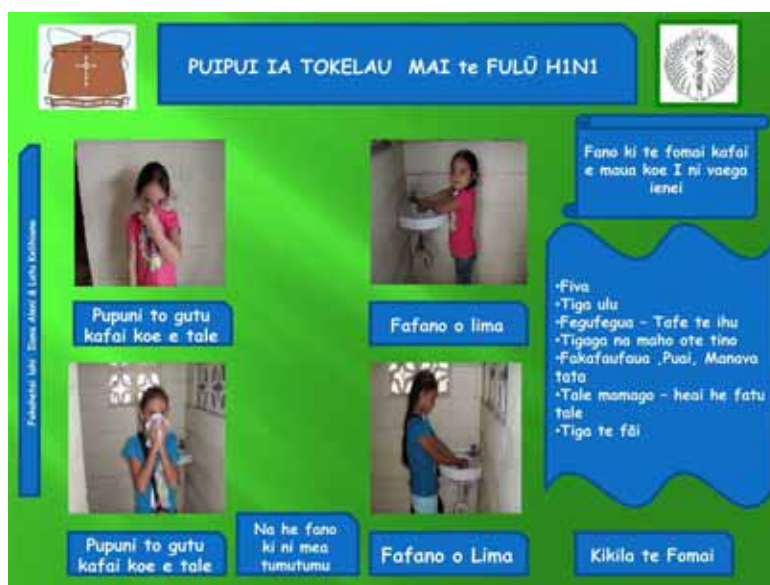 PUIPUI IA TOKELAU MAI te FULŪ H1N1
Fano ki te fomai kafai
e maua koe I ni vaega
ienei
•Fiva
•Tiga ulu
•Fegufegua – Tafe te ihu
•Tigaga na maho ote tino
•Fakafaufaua ,Puai, Manava
tata
•Tale mamago – heai he fatu
tale
•Tiga te fāi
Pupuni to gutu
kafai koe e tale
Fafano o lima
Pupuni to gutu
kafai koe e tale
Na he fano
ki ni mea
tumutumu
Fafano o Lima
Kikila te Fomai